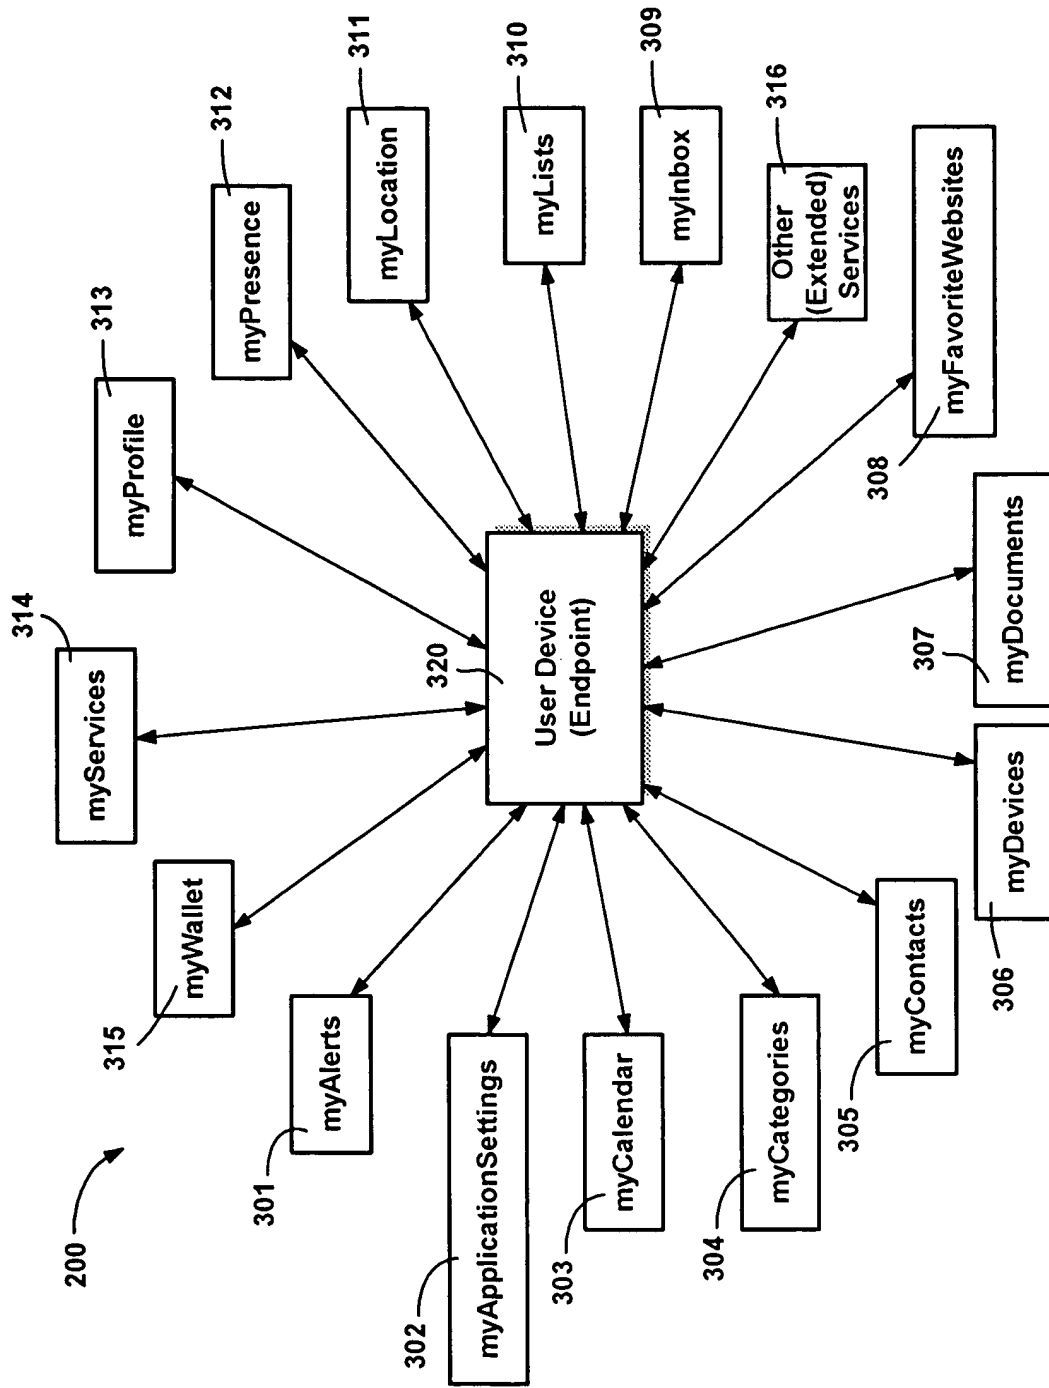 200
315
myWallet
myServices
314
myProfile
313
myPresence
312
301
myAlerts
myLocation
311
302
myApplicationSettings
320
User Device
(Endpoint)
myLists
310
303
myCalendar
myInbox
309
304
myCategories
Other
(Extended)
Services
316
305
myContacts
308
myFavoriteWebsites
306
myDevices
307
myDocuments